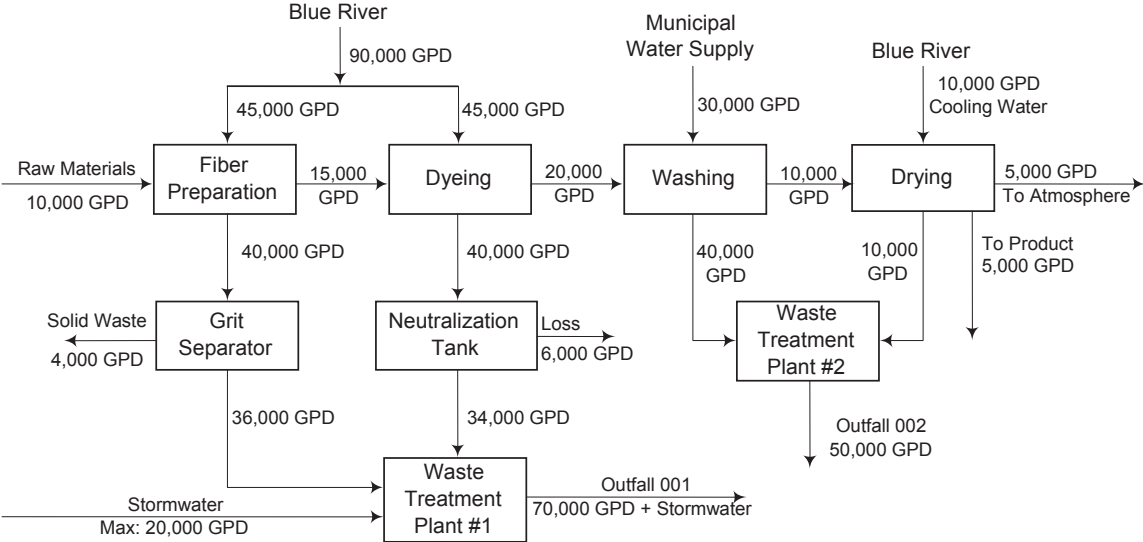 Blue River
90,000 GPD
45,000 GPD
45,000 GPD
Municipal
Water Supply
30,000 GPD
Blue River
10,000 GPD
Cooling Water
Raw Materials
10,000 GPD
Fiber
Preparation
15,000
GPD
Dyeing
20,000
GPD
Washing
10,000
GPD
Drying
5,000 GPD
To Atmosphere
40,000 GPD
40,000 GPD
40,000
GPD
10,000
GPD
To Product
5,000 GPD
Solid Waste
4,000 GPD
Grit
Separator
Neutralization
Tank
Loss
6,000 GPD
Waste
Treatment
Plant #2
36,000 GPD
34,000 GPD
Outfall 002
50,000 GPD
Stormwater
Max: 20,000 GPD
Waste
Treatment
Plant #1
Outfall 001
70,000 GPD + Stormwater